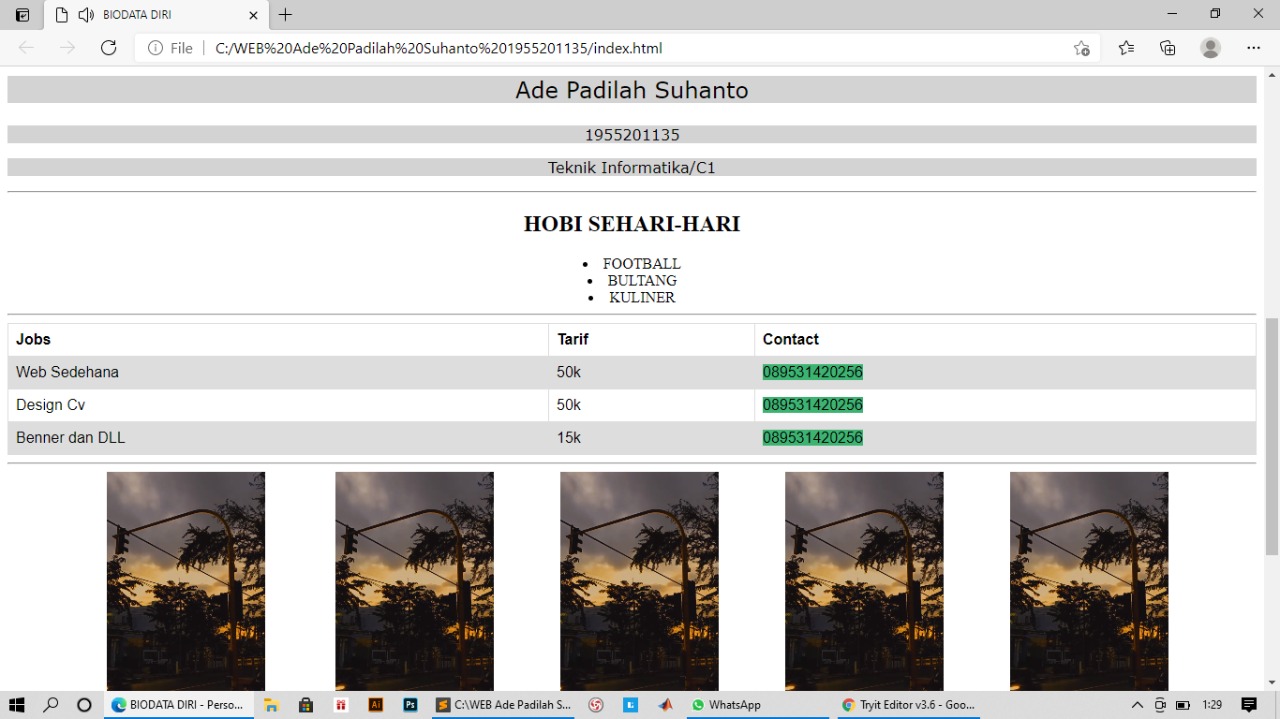 BIODATA DIRI
File
C:/WEB%20Ade%20Padilah%20Suhanto%201955201135/index.html
Ade Padilah Suhanto
1955201135
Teknik Informatika/C1
HOBI SEHARI-HARI
FOOTBALL
BULTANG
KULINER
Jobs Tarif Contact
Web Sedehana 50k 089531420256
Design Cv 50k 089531420256
Benner dan DLL 15k 089531420256
BIODATA DIRI - Perso... Ai Ps C:\WEB Ade Padilah S... WhatsApp Tryit Editor v3.6 - Goo... 1:29